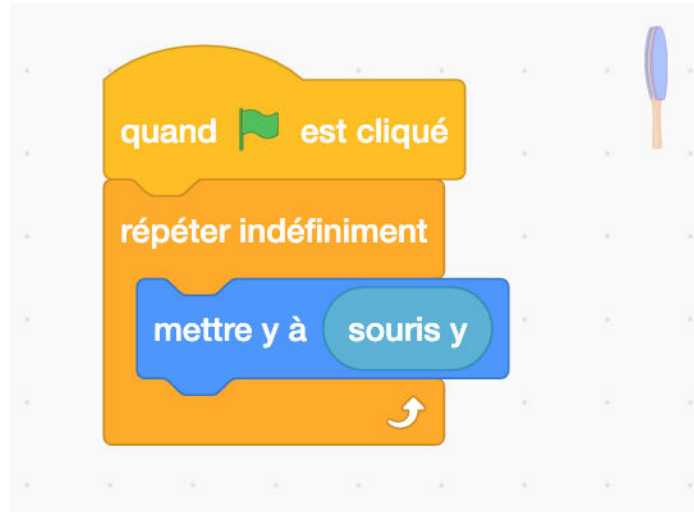 quand est cliqué
répéter indéfiniment
mettre y à souris y